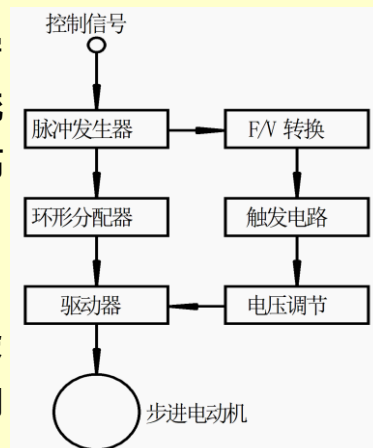 控制信号
脉冲发生器
F/V 转换
环形分配器
触发电路
驱动器
电压调节
步进电动机